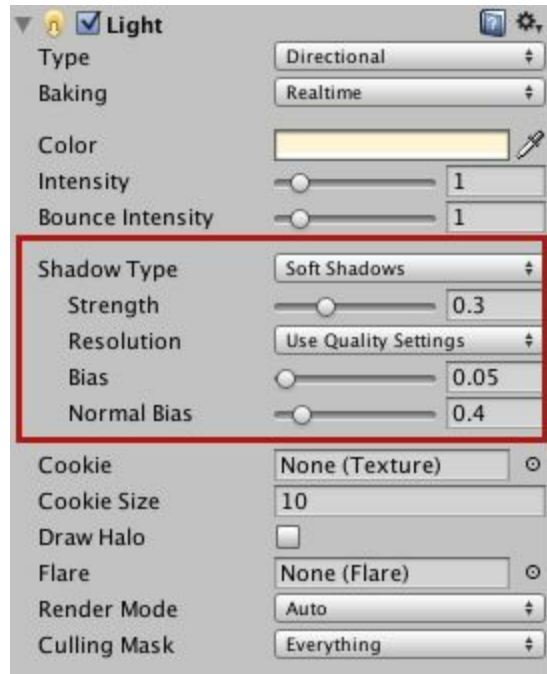 Light
Type Directional
Baking Realtime
Color
Intensity 1
Bounce Intensity 1
Shadow Type Soft Shadows
Strength 0.3
Resolution Use Quality Settings
Bias 0.05
Normal Bias 0.4
Cookie None (Texture)
Cookie Size 10
Draw Halo
Flare None (Flare)
Render Mode Auto
Culling Mask Everything